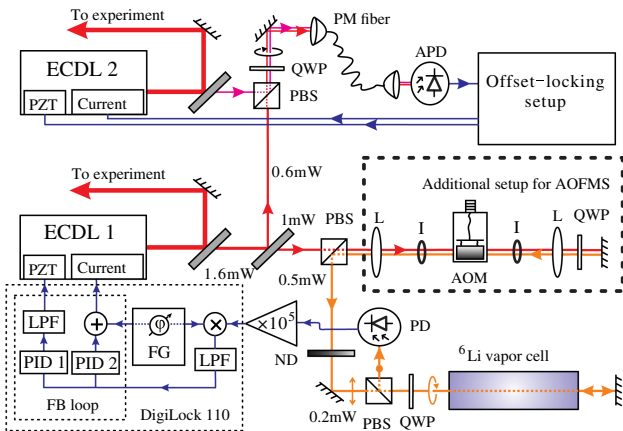 To experiment
PM fiber
ECDL 2
QWP
APD
PZT
Current
PBS
Offset-locking
setup
0.6mW
To experiment
Additional setup for AOFMS
1mW
PBS
L
I
I
L
QWP
ECDL 1
1.6mW
AOM
PZT
Current
0.5mW
LPF
+
φ
×
×10⁵
PD
PID 1
PID 2
FG
LPF
ND
⁶Li vapor cell
FB loop
DigiLock 110
0.2mW
PBS
QWP